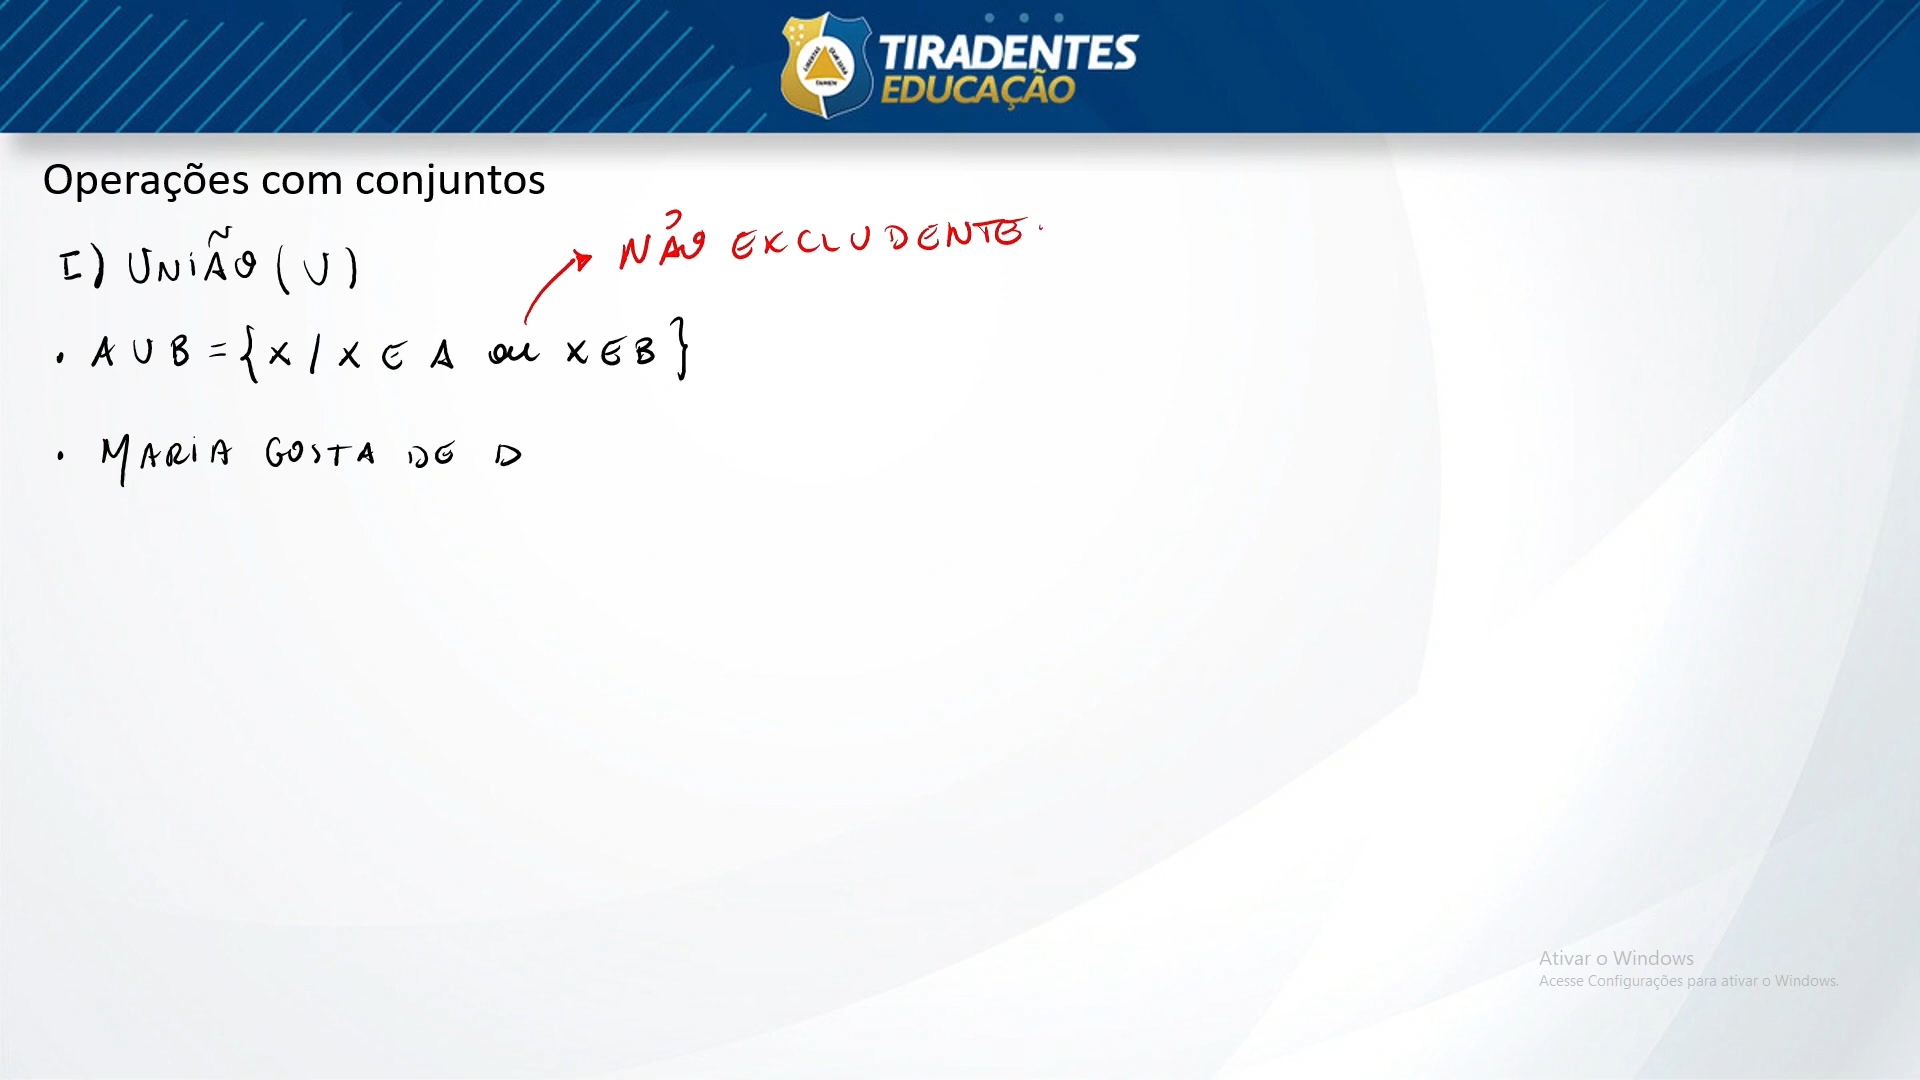 TIRADENTES
EDUCAÇÃO
Operações com conjuntos
I) UNIÃO (U)
NÃO EXCLUDENTE.
• A U B = {X / X ∈ A ou X ∈ B}
• MARIA GOSTA DE D
Ativar o Windows
Acesse Configurações para ativar o Windows.